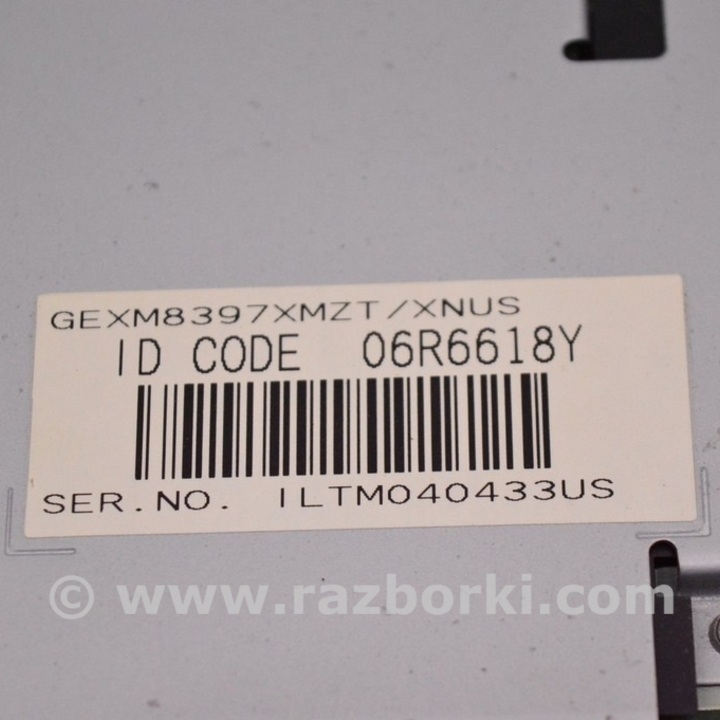 GEXM8397XMZT/XNUS
ID CODE 06R6618Y
SER.NO. ILTM040433US
© www.razborki.com